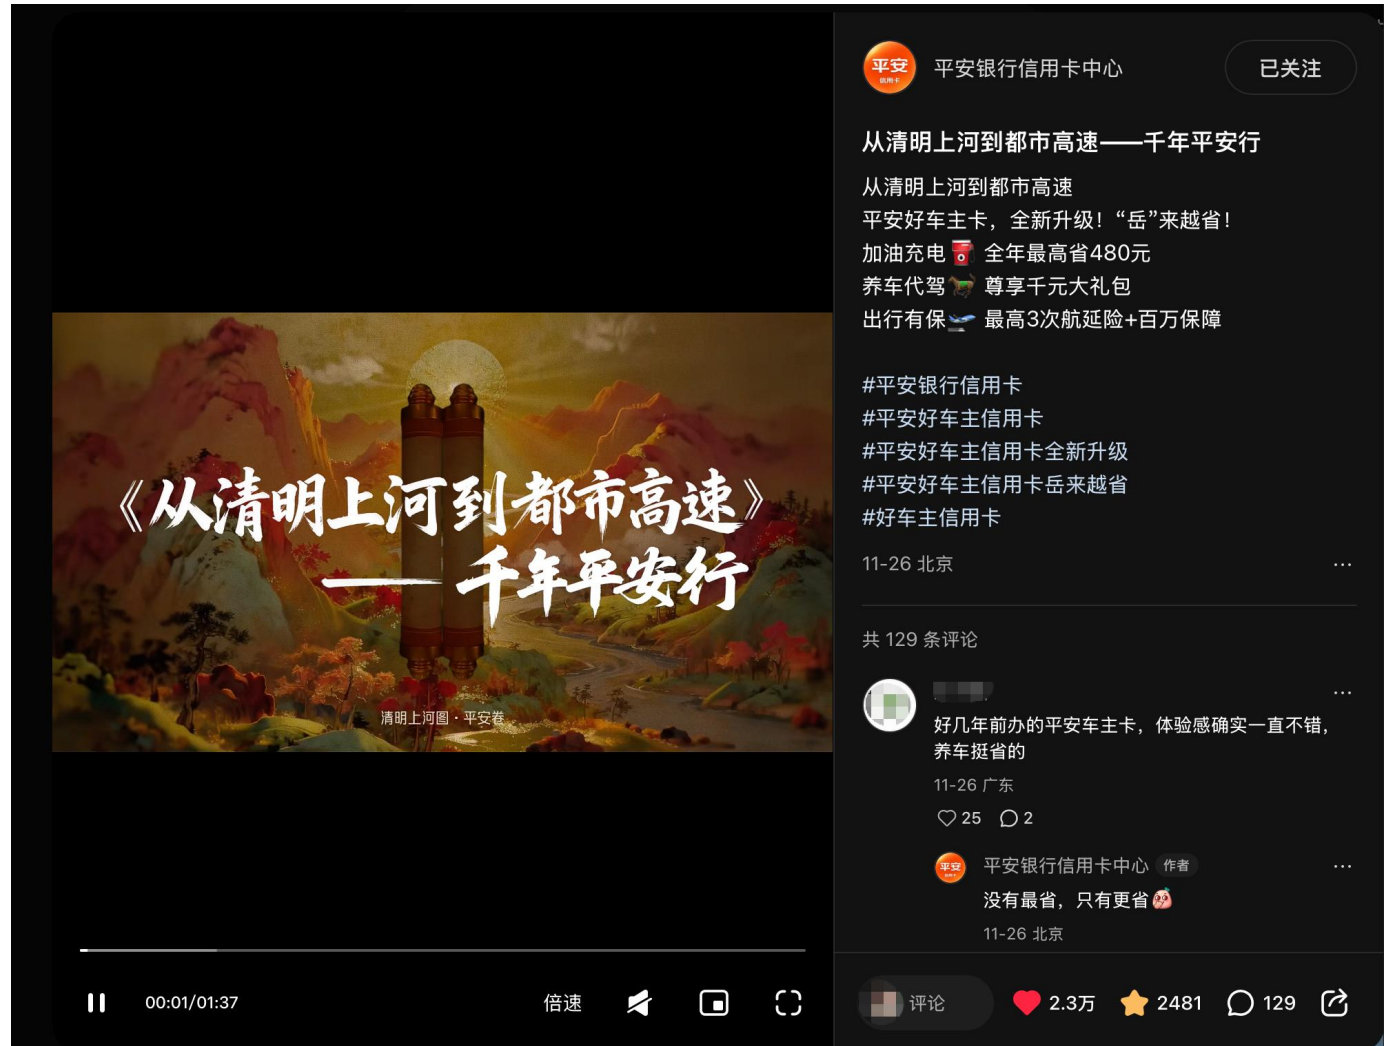 平安
信用卡
平安银行信用卡中心
已关注
从清明上河到都市高速——千年平安行
从清明上河到都市高速
平安好车主卡，全新升级！“岳”来越省！
加油充电 全年最高省480元
养车代驾 尊享千元大礼包
出行有保 最高3次航延险+百万保障
#平安银行信用卡
#平安好车主信用卡
#平安好车主信用卡全新升级
#平安好车主信用卡岳来越省
#好车主信用卡
11-26 北京
共 129 条评论
好几年前办的平安车主卡，体验感确实一直不错，
养车挺省的
11-26 广东
25 2
平安
平安银行信用卡中心 作者
没有最省，只有更省
11-26 北京
评论 2.3万 2481 129
《从清明上河到都市高速》
——千年平安行
清明上河图·平安卷
00:01/01:37 倍速